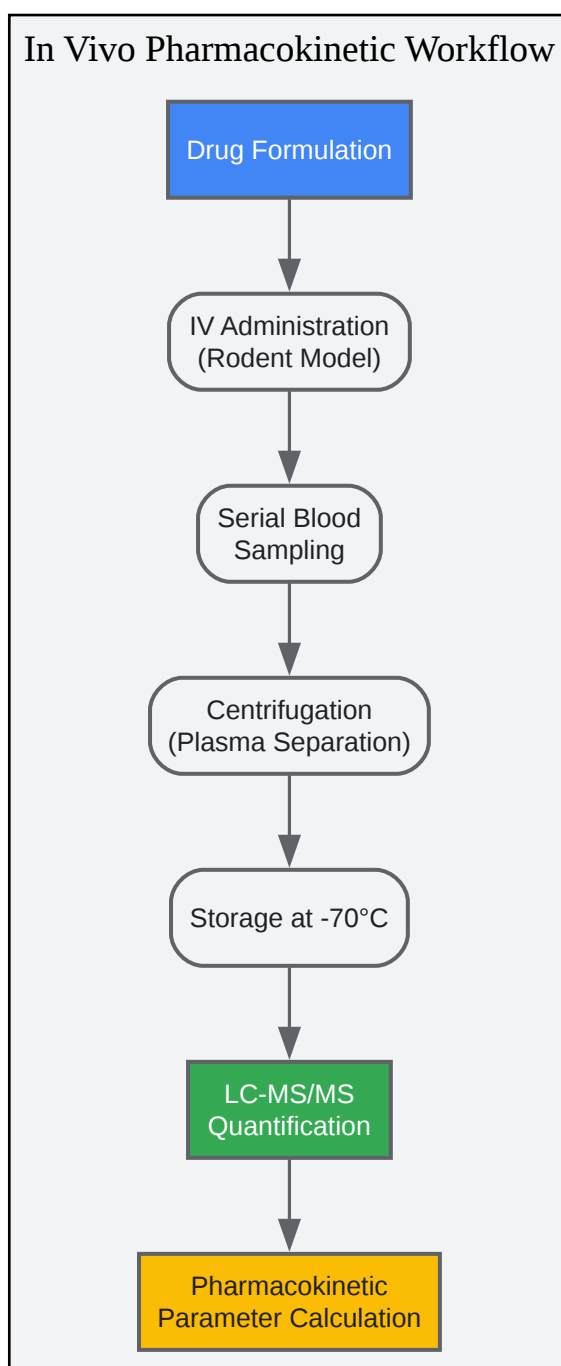 In Vivo Pharmacokinetic Workflow
Drug Formulation
IV Administration
(Rodent Model)
Serial Blood
Sampling
Centrifugation
(Plasma Separation)
Storage at -70°C
LC-MS/MS
Quantification
Pharmacokinetic
Parameter Calculation